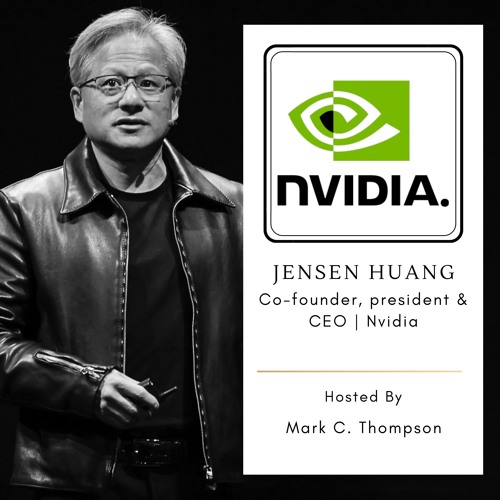 NVIDIA.
JENSEN HUANG
Co-founder, president &
CEO | Nvidia
Hosted By
Mark C. Thompson